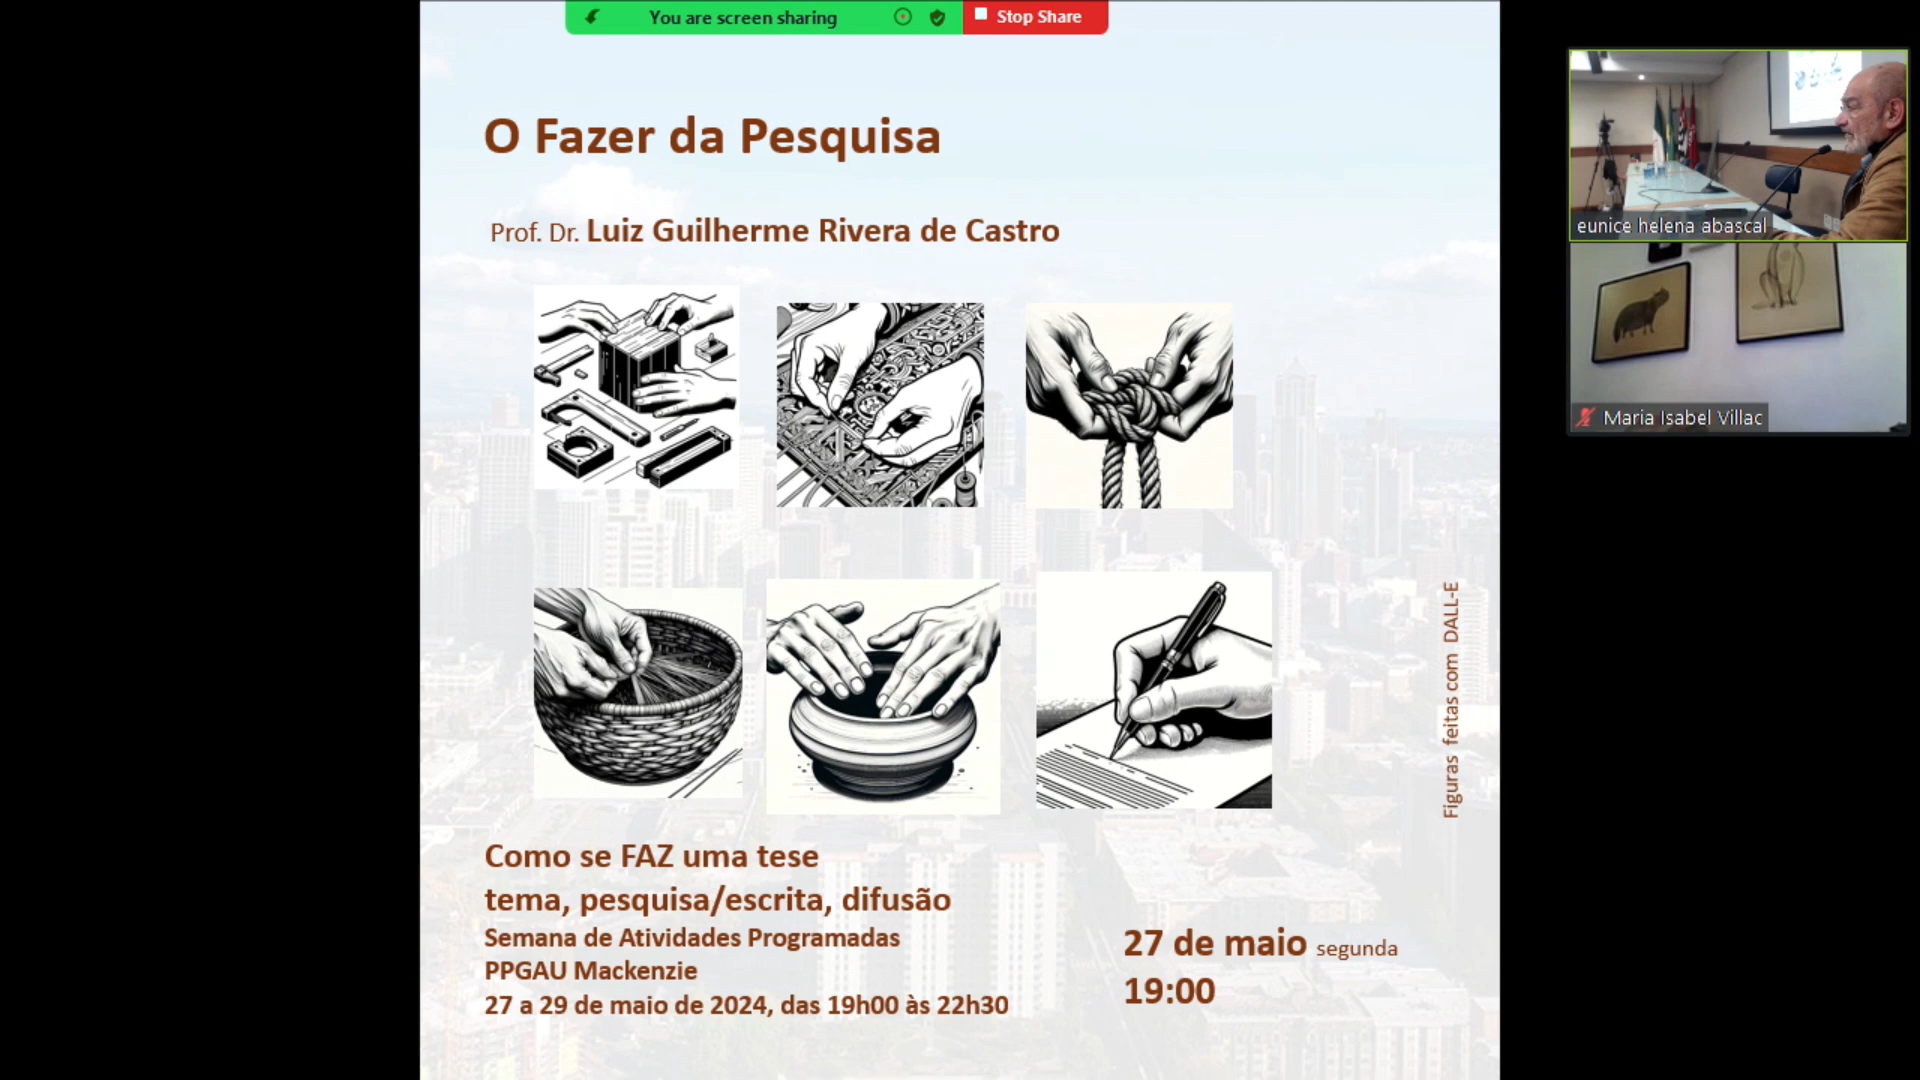 You are screen sharing
Stop Share
O Fazer da Pesquisa
Prof. Dr. Luiz Guilherme Rivera de Castro
eunice helena abascal
Maria Isabel Villac
Figuras feitas com DALL-E
Como se FAZ uma tese
tema, pesquisa/escrita, difusão
Semana de Atividades Programadas
PPGAU Mackenzie
27 a 29 de maio de 2024, das 19h00 às 22h30
27 de maio segunda
19:00